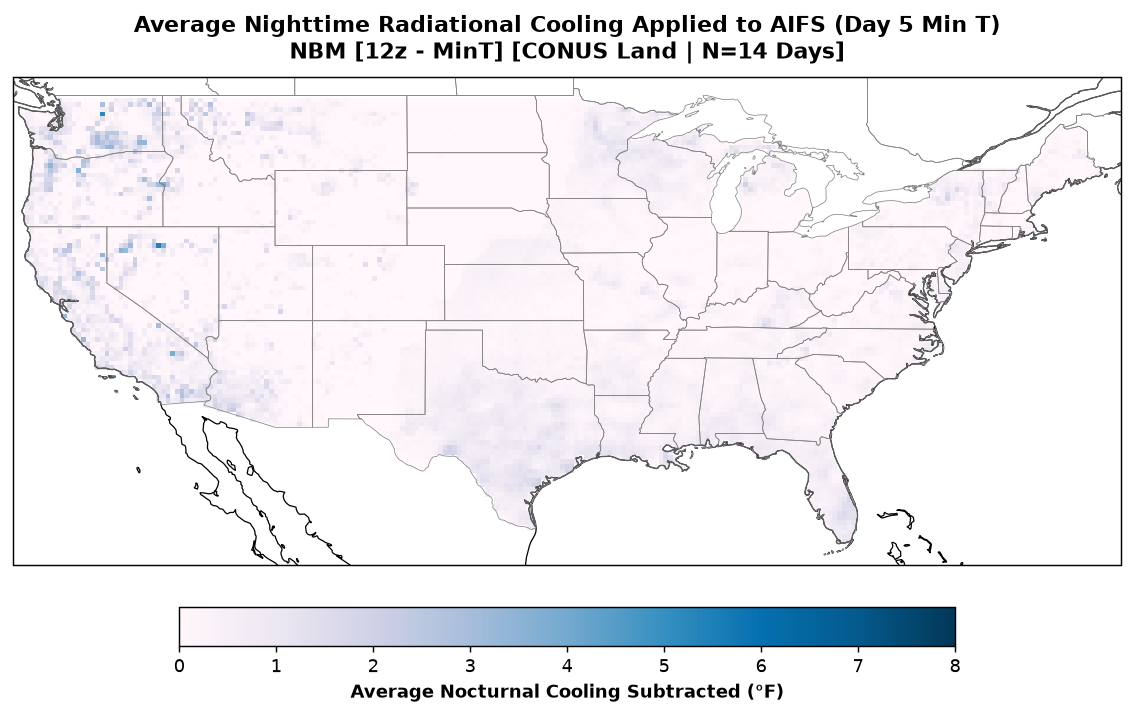 Average Nighttime Radiational Cooling Applied to AIFS (Day 5 Min T)
NBM [12z - MinT] [CONUS Land | N=14 Days]
0 1 2 3 4 5 6 7 8
Average Nocturnal Cooling Subtracted (°F)